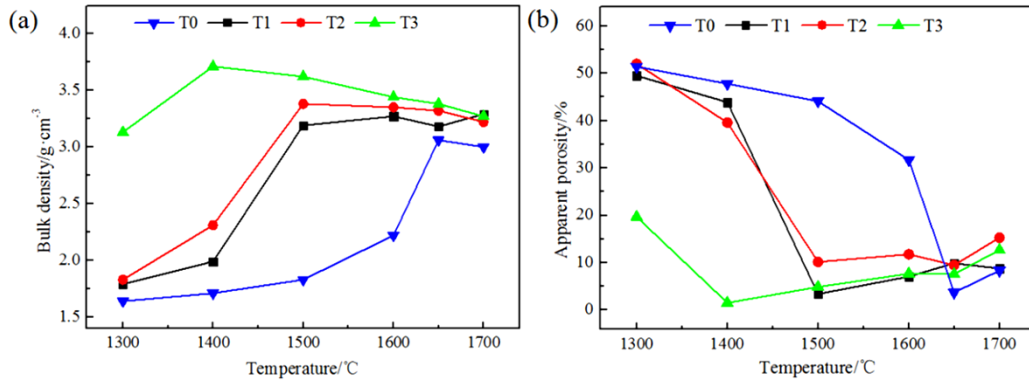 (a)
T0 T1 T2 T3
4.0
3.5
3.0
2.5
2.0
1.5
Bulk density/g·cm⁻³
1300 1400 1500 1600 1700
Temperature/℃
(b)
T0 T1 T2 T3
60
50
40
30
20
10
0
Apparent porosity/%
1300 1400 1500 1600 1700
Temperature/℃